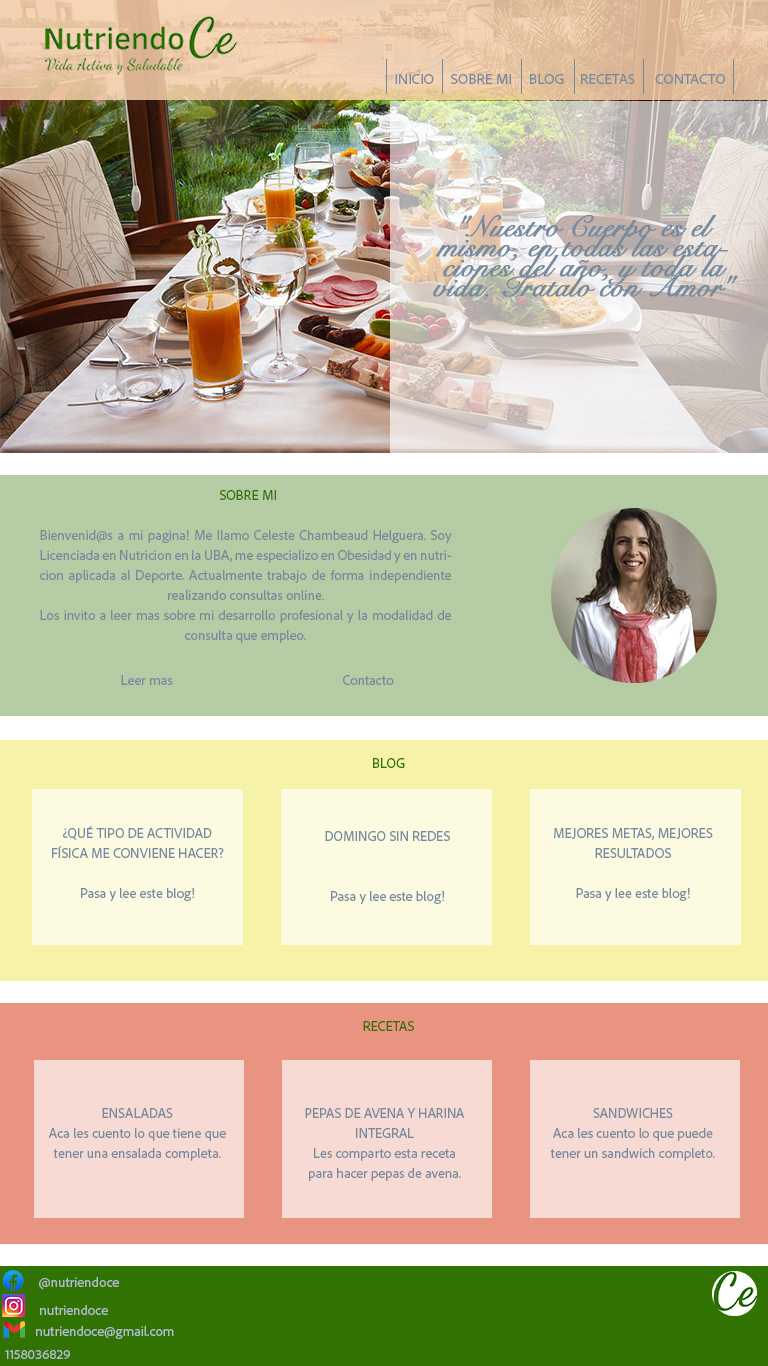 NutriendoCe
Vida Activa y Saludable
INICIO
SOBRE MI
BLOG
RECETAS
CONTACTO
"Nuestro Cuerpo es el
mismo, en todas las esta-
ciones del año, y toda la
vida. Tratalo con Amor"
SOBRE MI
Bienvenid@s a mi pagina! Me llamo Celeste Chambeaud Helguera. Soy
Licenciada en Nutricion en la UBA, me especializo en Obesidad y en nutri-
cion aplicada al Deporte. Actualmente trabajo de forma independiente
realizando consultas online.
Los invito a leer mas sobre mi desarrollo profesional y la modalidad de
consulta que empleo.
Leer mas
Contacto
BLOG
¿QUÉ TIPO DE ACTIVIDAD
FÍSICA ME CONVIENE HACER?
Pasa y lee este blog!
DOMINGO SIN REDES
Pasa y lee este blog!
MEJORES METAS, MEJORES
RESULTADOS
Pasa y lee este blog!
RECETAS
ENSALADAS
Aca les cuento lo que tiene que
tener una ensalada completa.
PEPAS DE AVENA Y HARINA
INTEGRAL
Les comparto esta receta
para hacer pepas de avena.
SANDWICHES
Aca les cuento lo que puede
tener un sandwich completo.
@nutriendoce
nutriendoce
nutriendoce@gmail.com
1158036829
Ce